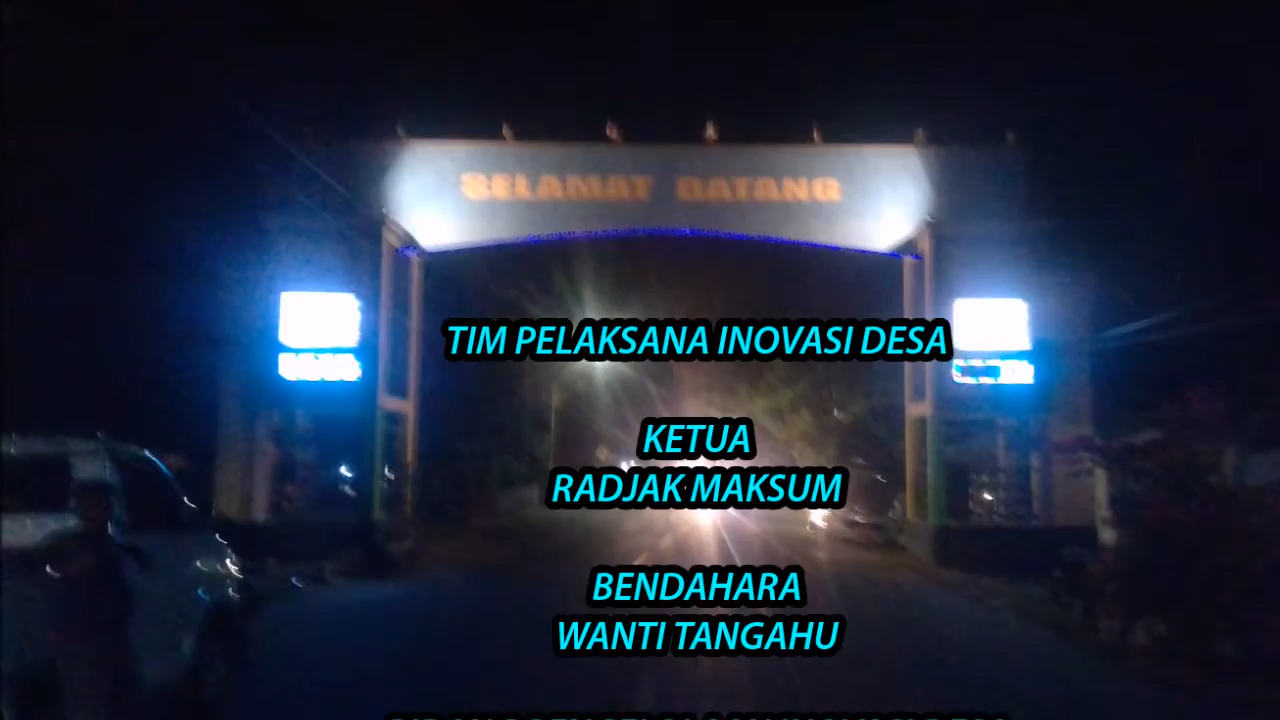 SELAMAT DATANG
TIM PELAKSANA INOVASI DESA
KETUA
RADJAK MAKSUM
BENDAHARA
WANTI TANGAHU